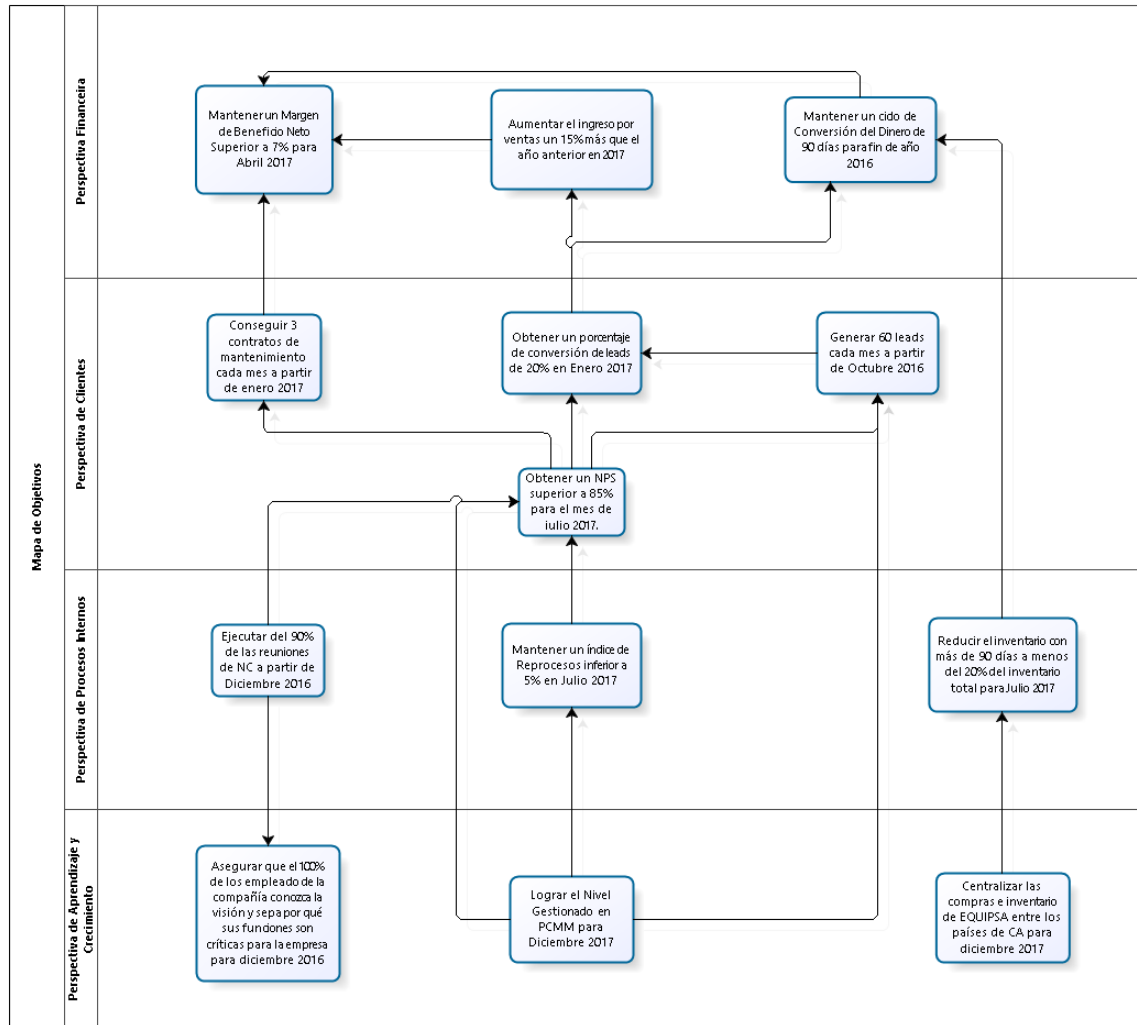 Mapa de Objetivos
Perspectiva Financeira
Mantener un Margen
de Beneficio Neto
Superior a 7% para
Abril 2017
Aumentar el ingreso por
ventas un 15% más que el
año anterior en 2017
Mantener un ciclo de
Conversión del Dinero de
90 días para fin de año
2016
Perspectiva de Clientes
Conseguir 3
contratos de
mantenimiento
cada mes a partir
de enero 2017
Obtener un porcentaje
de conversión de leads
de 20% en Enero 2017
Generar 60 leads
cada mes a partir
de Octubre 2016
Obtener un NPS
superior a 85%
para el mes de
julio 2017.
Perspectiva de Procesos Internos
Ejecutar del 90%
de las reuniones
de NC a partir de
Diciembre 2016
Mantener un índice de
Reprocesos inferior a
5% en Julio 2017
Reducir el inventario con
más de 90 días a menos
del 20% del inventario
total para Julio 2017
Perspectiva de Aprendizaje y
Crecimiento
Asegurar que el 100%
de los empleado de la
compañía conozca la
visión y sepa por qué
sus funciones son
críticas para la empresa
para diciembre 2016
Lograr el Nivel
Gestionado en
PCMM para
Diciembre 2017
Centralizar las
compras e inventario
de EQUIPSA entre los
países de CA para
diciembre 2017